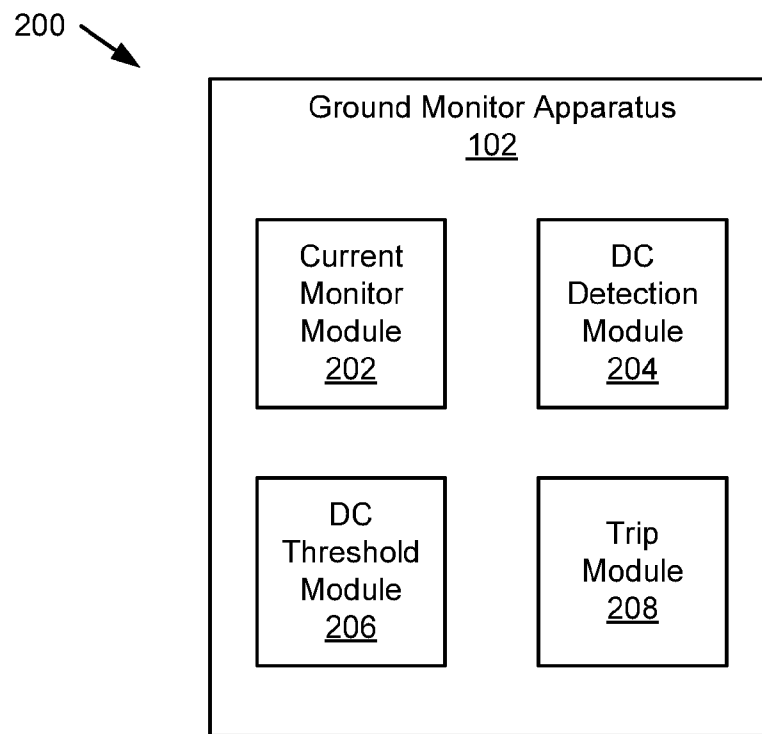 200
Ground Monitor Apparatus
102
Current
Monitor
Module
202
DC
Detection
Module
204
DC
Threshold
Module
206
Trip
Module
208